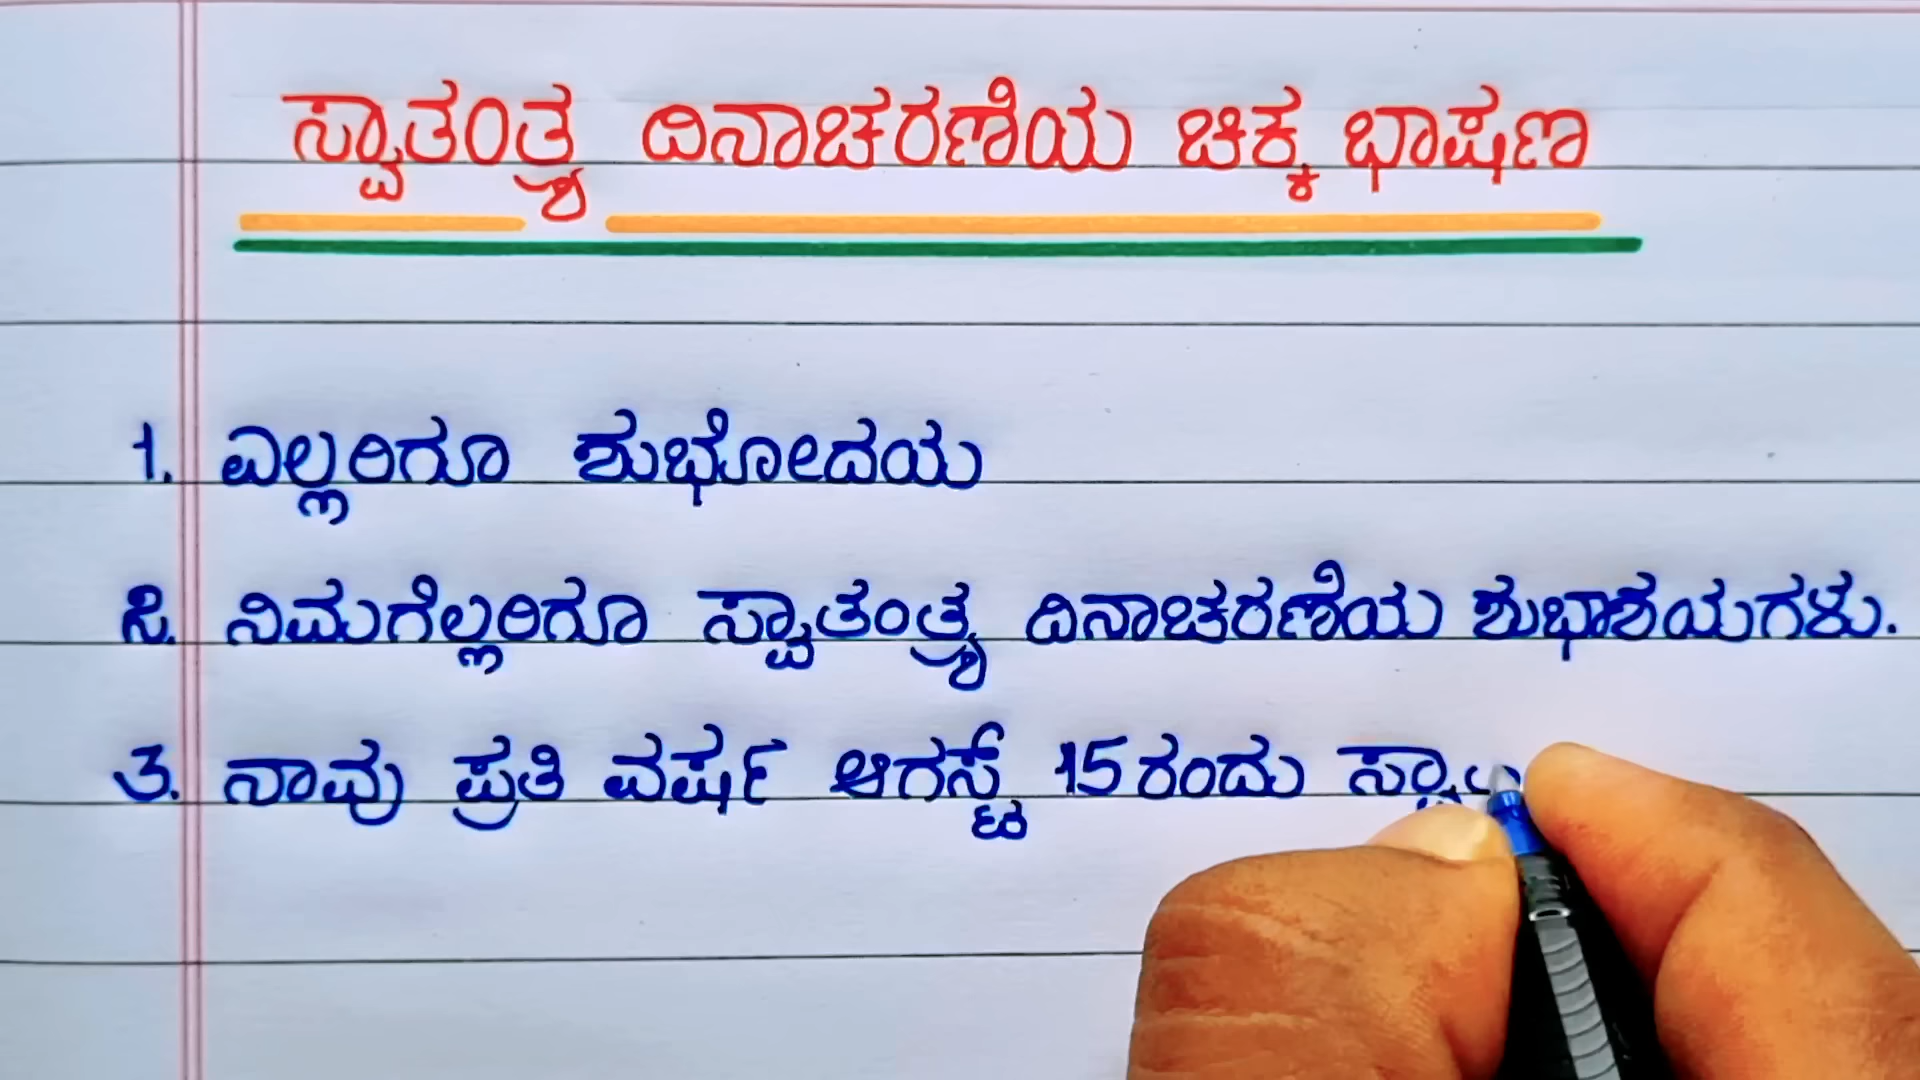 ಸ್ವಾತಂತ್ರ್ಯ ದಿನಾಚರಣೆಯ ಚಿಕ್ಕ ಭಾಷಣ
1. ಎಲ್ಲರಿಗೂ ಶುಭೋದಯ
2. ನಿಮಗೆಲ್ಲರಿಗೂ ಸ್ವಾತಂತ್ರ್ಯ ದಿನಾಚರಣೆಯ ಶುಭಾಶಯಗಳು.
3. ನಾವು ಪ್ರತಿ ವರ್ಷ ಆಗಸ್ಟ್ 15ರಂದು